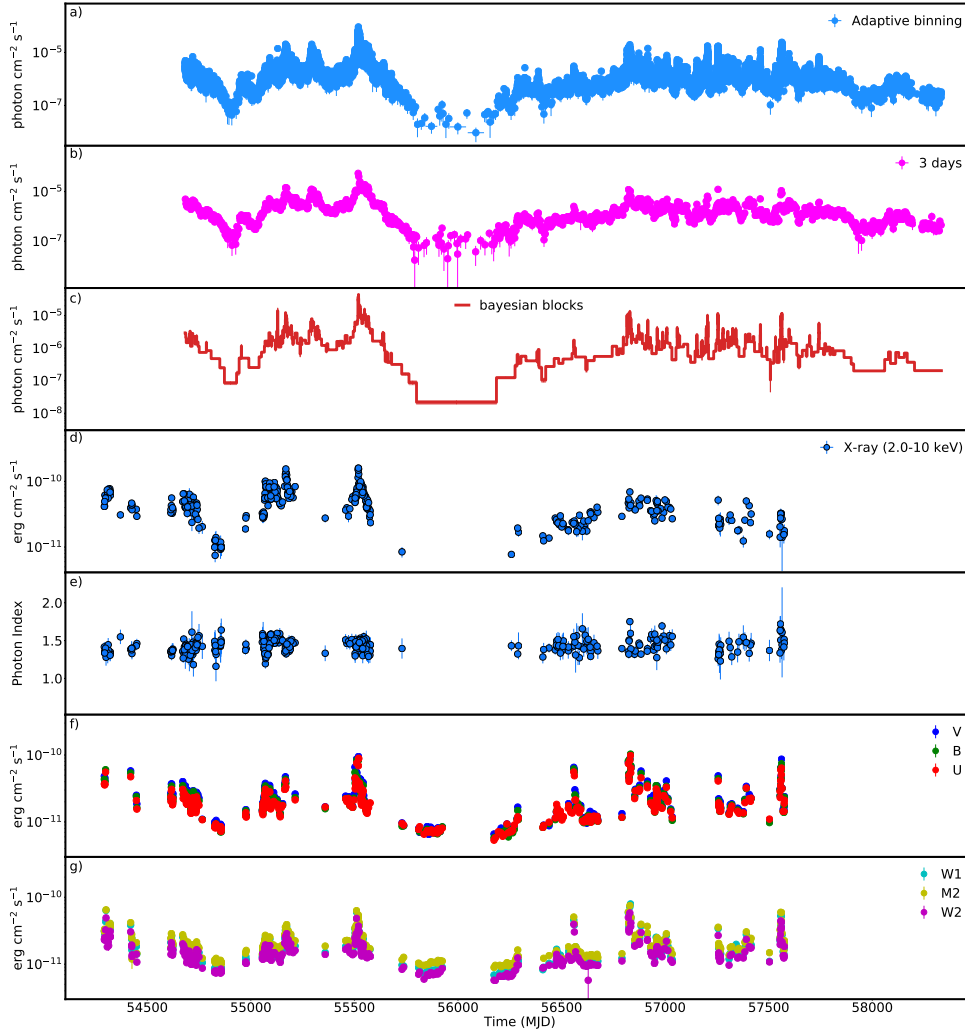 a)
Adaptive binning
10⁻⁵
10⁻⁷
photon cm⁻² s⁻¹
b)
3 days
10⁻⁵
10⁻⁷
photon cm⁻² s⁻¹
c)
bayesian blocks
10⁻⁵
10⁻⁶
10⁻⁷
10⁻⁸
photon cm⁻² s⁻¹
d)
X-ray (2.0-10 keV)
10⁻¹⁰
10⁻¹¹
erg cm⁻² s⁻¹
e)
2.0
1.5
1.0
Photon Index
f)
V
B
U
10⁻¹⁰
10⁻¹¹
erg cm⁻² s⁻¹
g)
W1
M2
W2
10⁻¹⁰
10⁻¹¹
erg cm⁻² s⁻¹
54500 55000 55500 56000 56500 57000 57500 58000
Time (MJD)